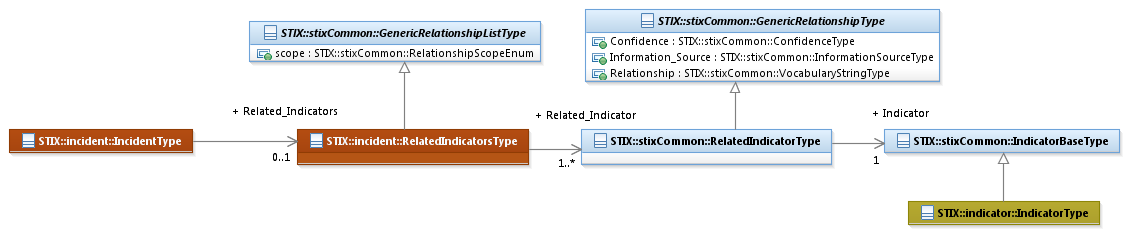 STIX::stixCommon::GenericRelationshipListType
scope : STIX::stixCommon::RelationshipScopeEnum
STIX::stixCommon::GenericRelationshipType
Confidence : STIX::stixCommon::ConfidenceType
Information_Source : STIX::stixCommon::InformationSourceType
Relationship : STIX::stixCommon::VocabularyStringType
+ Related_Indicators
+ Related_Indicator
+ Indicator
STIX::incident::IncidentType
0..1
STIX::incident::RelatedIndicatorsType
1..*
STIX::stixCommon::RelatedIndicatorType
1
STIX::stixCommon::IndicatorBaseType
STIX::indicator::IndicatorType